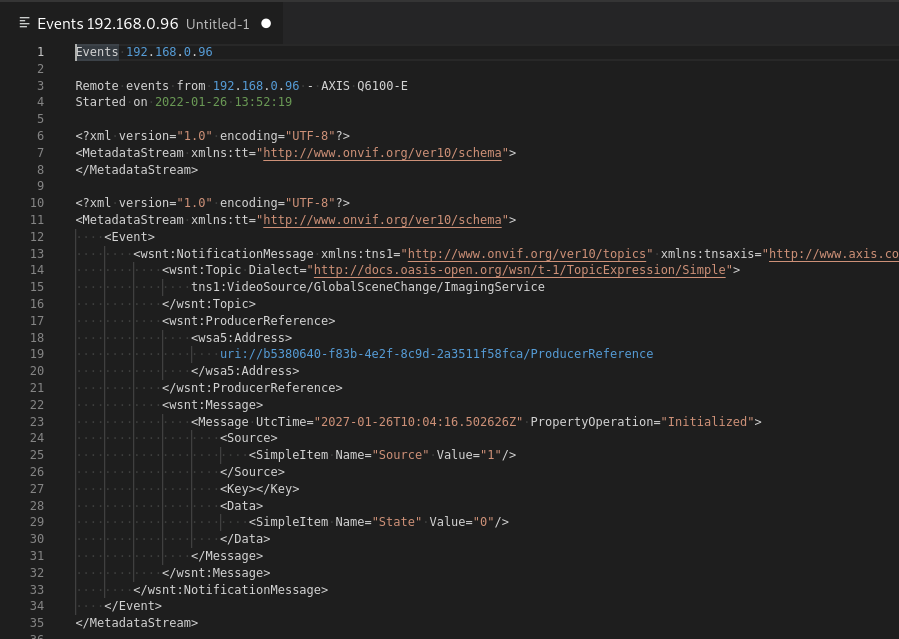 Events 192.168.0.96 Untitled-1
1 Events 192.168.0.96
2
3 Remote events from 192.168.0.96 - AXIS Q6100-E
4 Started on 2022-01-26 13:52:19
5
6 <?xml version="1.0" encoding="UTF-8"?>
7 <MetadataStream xmlns:tt="http://www.onvif.org/ver10/schema">
8 </MetadataStream>
9
10 <?xml version="1.0" encoding="UTF-8"?>
11 <MetadataStream xmlns:tt="http://www.onvif.org/ver10/schema">
12 <Event>
13 <wsnt:NotificationMessage xmlns:tns1="http://www.onvif.org/ver10/topics" xmlns:tnsaxis="http://www.axis.co
14 <wsnt:Topic Dialect="http://docs.oasis-open.org/wsn/t-1/TopicExpression/Simple">
15 tns1:VideoSource/GlobalSceneChange/ImagingService
16 </wsnt:Topic>
17 <wsnt:ProducerReference>
18 <wsa5:Address>
19 uri://b5380640-f83b-4e2f-8c9d-2a3511f58fca/ProducerReference
20 </wsa5:Address>
21 </wsnt:ProducerReference>
22 <wsnt:Message>
23 <Message UtcTime="2027-01-26T10:04:16.502626Z" PropertyOperation="Initialized">
24 <Source>
25 <SimpleItem Name="Source" Value="1"/>
26 </Source>
27 <Key></Key>
28 <Data>
29 <SimpleItem Name="State" Value="0"/>
30 </Data>
31 </Message>
32 </wsnt:Message>
33 </wsnt:NotificationMessage>
34 </Event>
35 </MetadataStream>
36